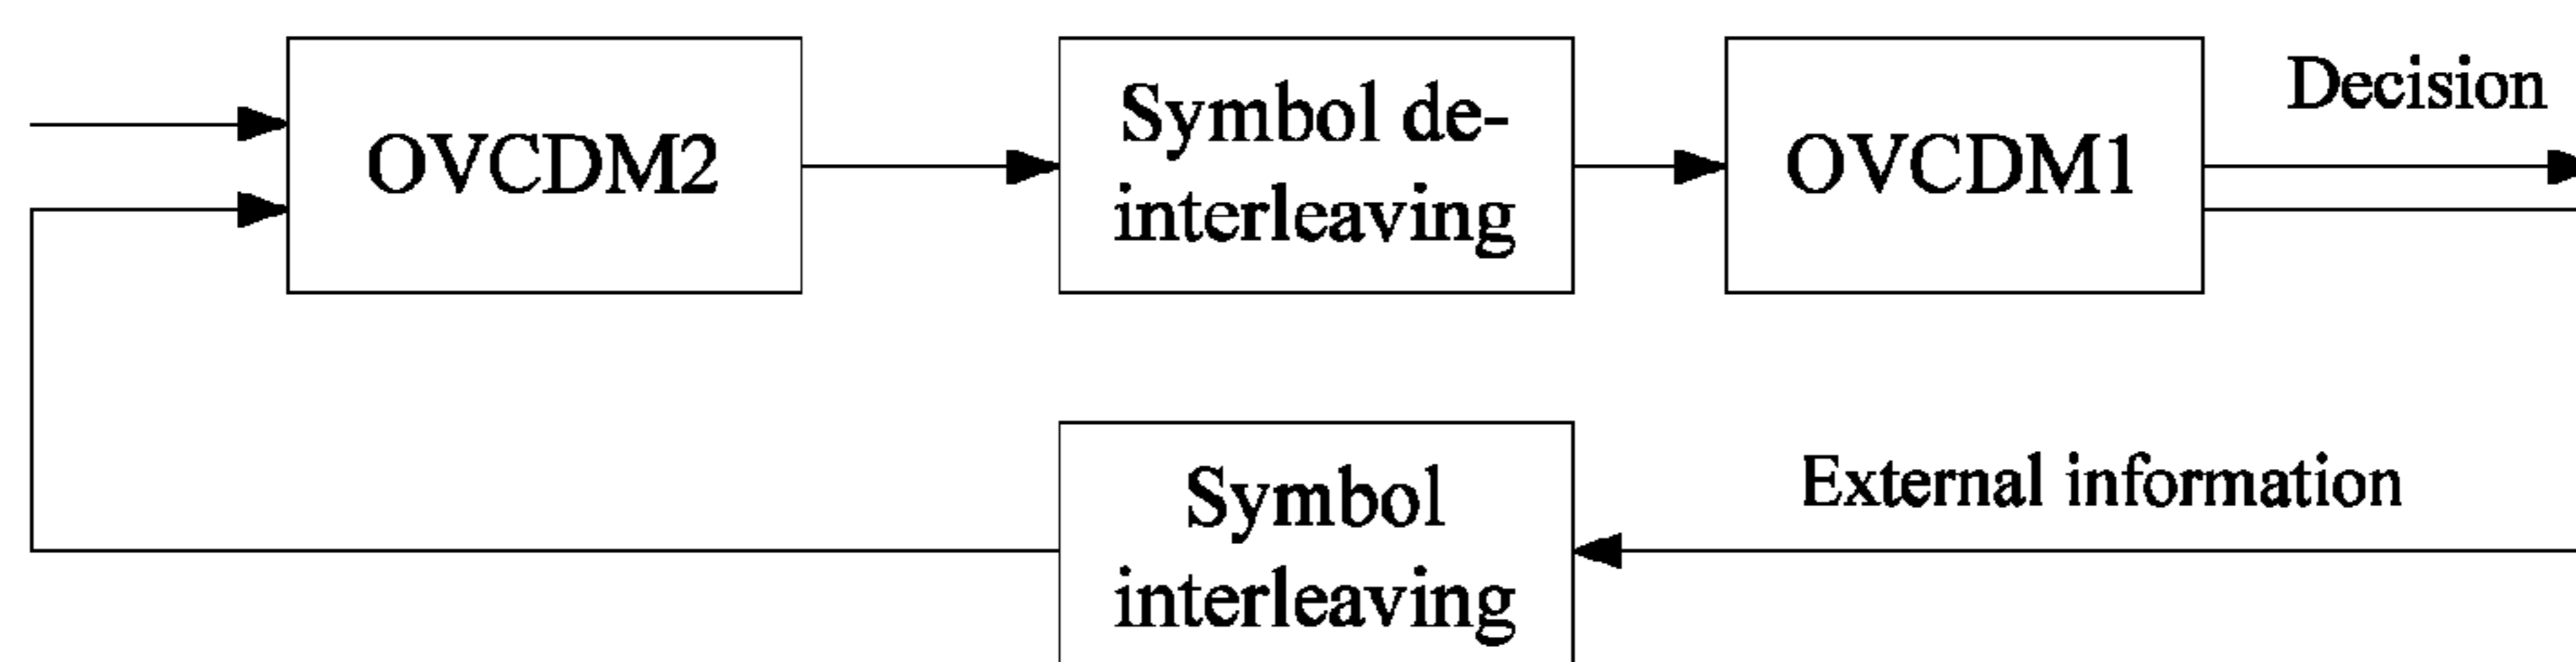 OVCDM2
Symbol de-
interleaving
OVCDM1
Decision
Symbol
interleaving
External information